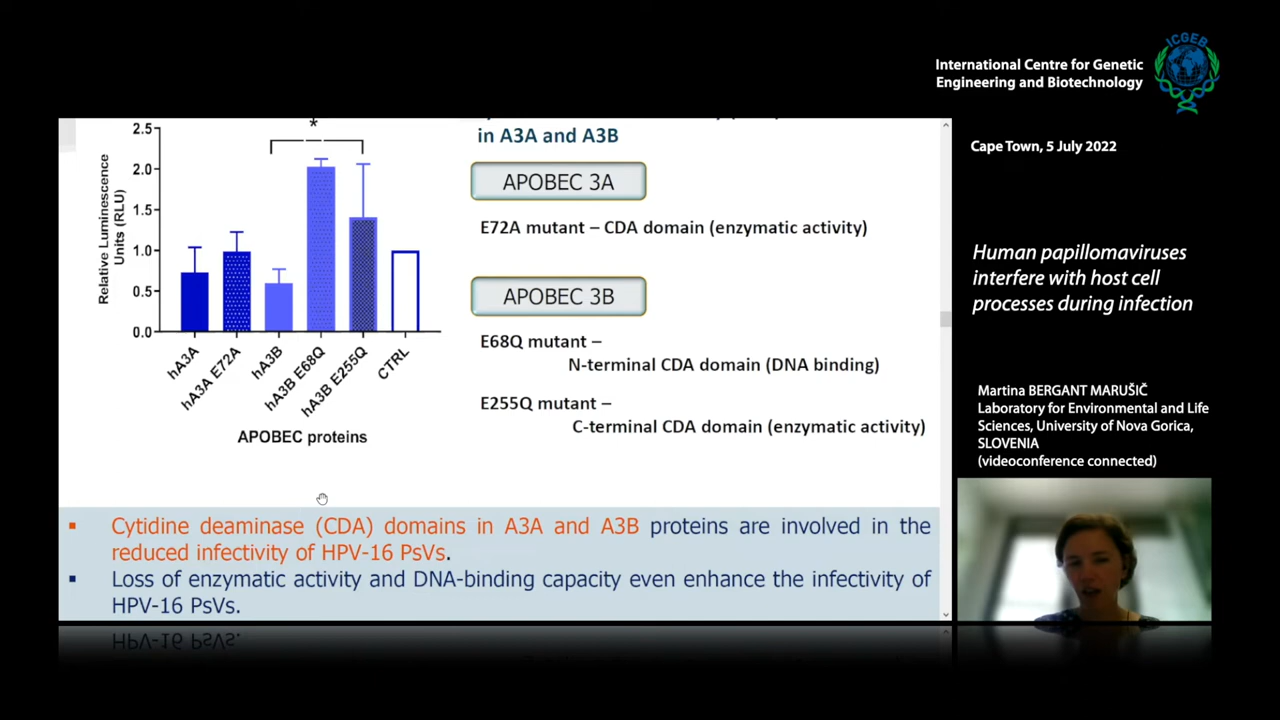 ICGEB
International Centre for Genetic
Engineering and Biotechnology
Cape Town, 5 July 2022
Human papillomaviruses
interfere with host cell
processes during infection
Martina BERGANT MARUŠIČ
Laboratory for Environmental and Life
Sciences, University of Nova Gorica,
SLOVENIA
(videoconference connected)
2.5
2.0
1.5
1.0
0.5
0.0
*
Relative Luminescence
Units (RLU)
hA3A
hA3A E72A
hA3B
hA3B E68Q
hA3B E255Q
CTRL
APOBEC proteins
in A3A and A3B
APOBEC 3A
E72A mutant – CDA domain (enzymatic activity)
APOBEC 3B
E68Q mutant –
N-terminal CDA domain (DNA binding)
E255Q mutant –
C-terminal CDA domain (enzymatic activity)
▪ Cytidine deaminase (CDA) domains in A3A and A3B proteins are involved in the
reduced infectivity of HPV-16 PsVs.
▪ Loss of enzymatic activity and DNA-binding capacity even enhance the infectivity of
HPV-16 PsVs.